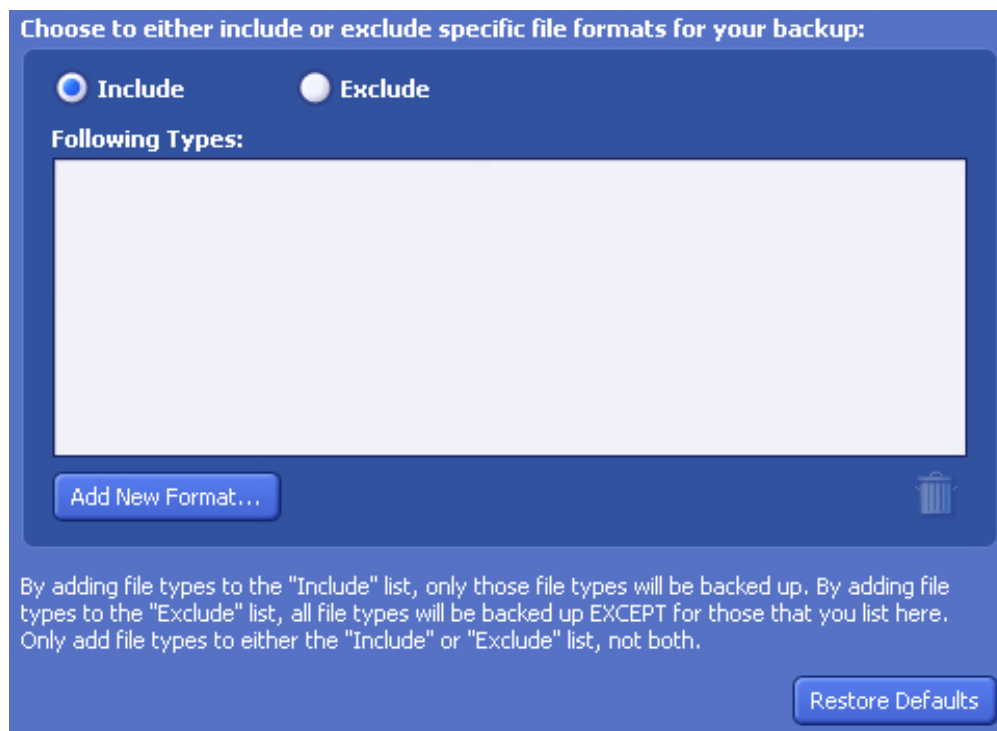 Choose to either include or exclude specific file formats for your backup:
Include Exclude
Following Types:
Add New Format...
By adding file types to the "Include" list, only those file types will be backed up. By adding file
types to the "Exclude" list, all file types will be backed up EXCEPT for those that you list here.
Only add file types to either the "Include" or "Exclude" list, not both.
Restore Defaults